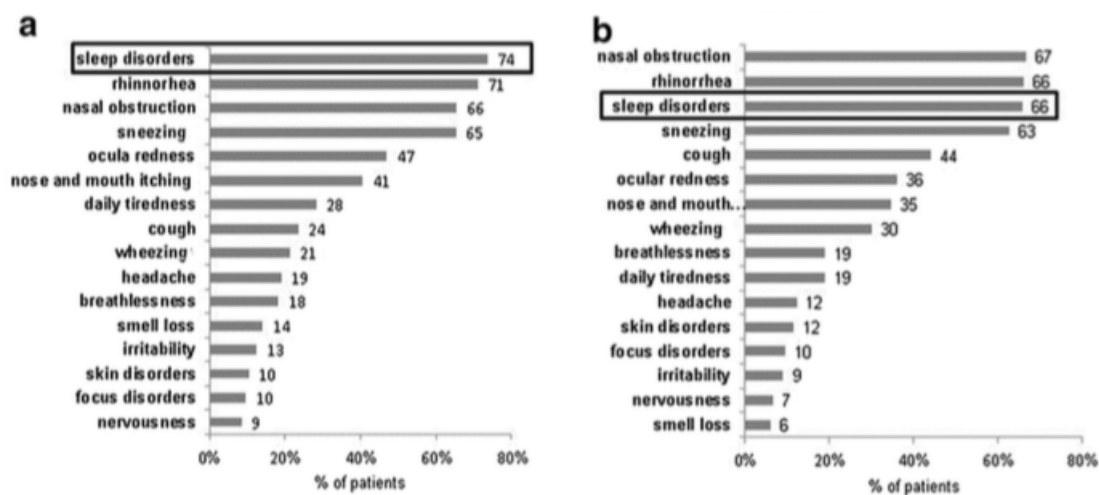 a
sleep disorders 74
rhinnorhea 71
nasal obstruction 66
sneezing 65
ocula redness 47
nose and mouth itching 41
daily tiredness 28
cough 24
wheezing 21
headache 19
breathlessness 18
smell loss 14
irritability 13
skin disorders 10
focus disorders 10
nervousness 9
0% 20% 40% 60% 80%
% of patients
b
nasal obstruction 67
rhinorrhea 66
sleep disorders 66
sneezing 63
cough 44
ocular redness 36
nose and mouth... 35
wheezing 30
breathlessness 19
daily tiredness 19
headache 12
skin disorders 12
focus disorders 10
irritability 9
nervousness 7
smell loss 6
0% 20% 40% 60% 80%
% of patients